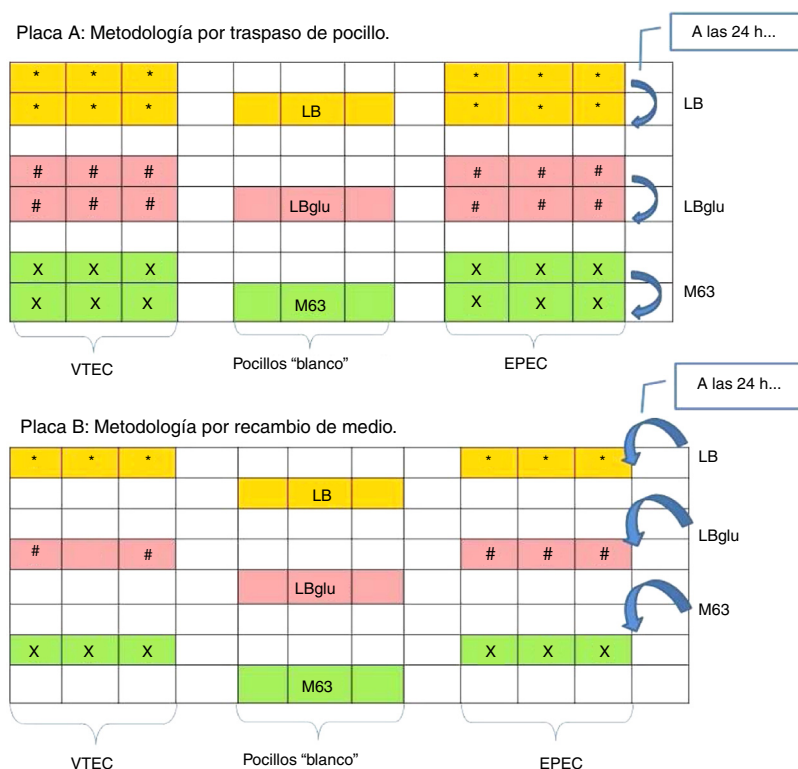 Placa A: Metodología por traspaso de pocillo.
A las 24 h...
* * * * * *
* * * LB * * * LB
# # # # # #
# # # LBglu # # # LBglu
X X X X X X
X X X M63 X X X M63
VTEC Pocillos “blanco” EPEC
A las 24 h...
Placa B: Metodología por recambio de medio.
* * * * * * LB
LB
LBglu
# # # # #
LBglu
M63
X X X X X X
M63
VTEC Pocillos “blanco” EPEC